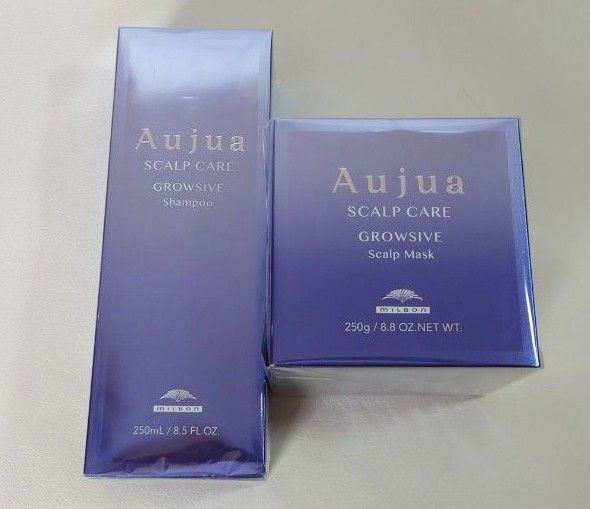 Aujua
SCALP CARE
GROWSIVE
Shampoo
MILBON
250mL / 8.5 FL.OZ.
Aujua
SCALP CARE
GROWSIVE
Scalp Mask
MILBON
250g / 8.8 OZ.NET WT.